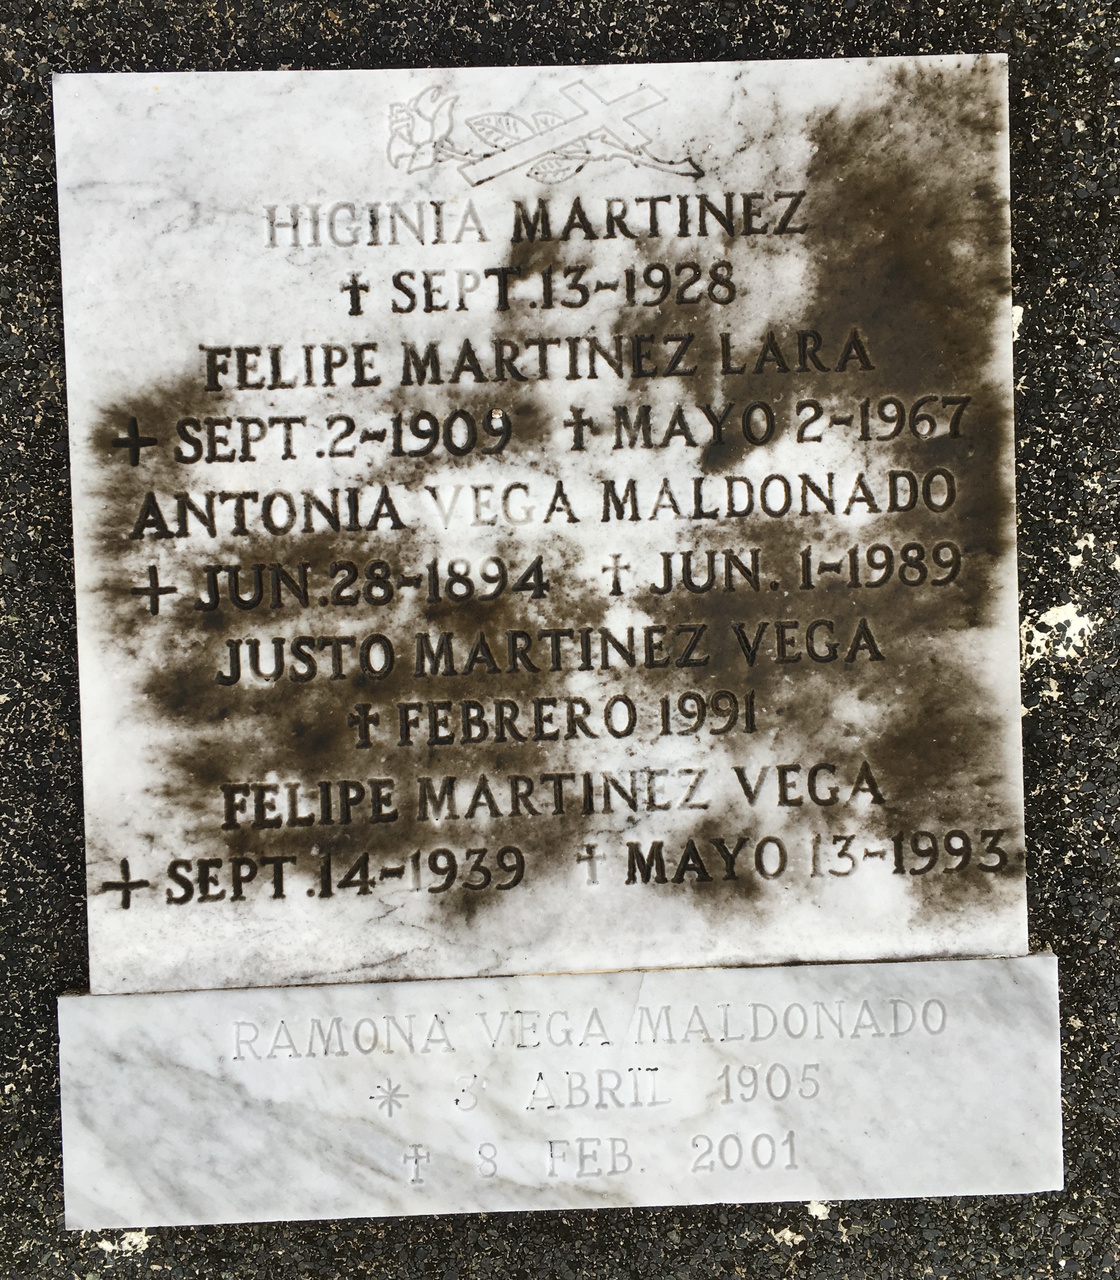 HIGINIA MARTINEZ
✝ SEPT.13-1928
FELIPE MARTINEZ LARA
+ SEPT.2-1909 ✝ MAYO 2-1967
ANTONIA VEGA MALDONADO
+ JUN.28-1894 ✝ JUN. 1-1989
JUSTO MARTINEZ VEGA
✝ FEBRERO 1991
FELIPE MARTINEZ VEGA
+ SEPT.14-1939 ✝ MAYO 13-1993
RAMONA VEGA MALDONADO
* 3 ABRIL 1905
✝ 8 FEB. 2001